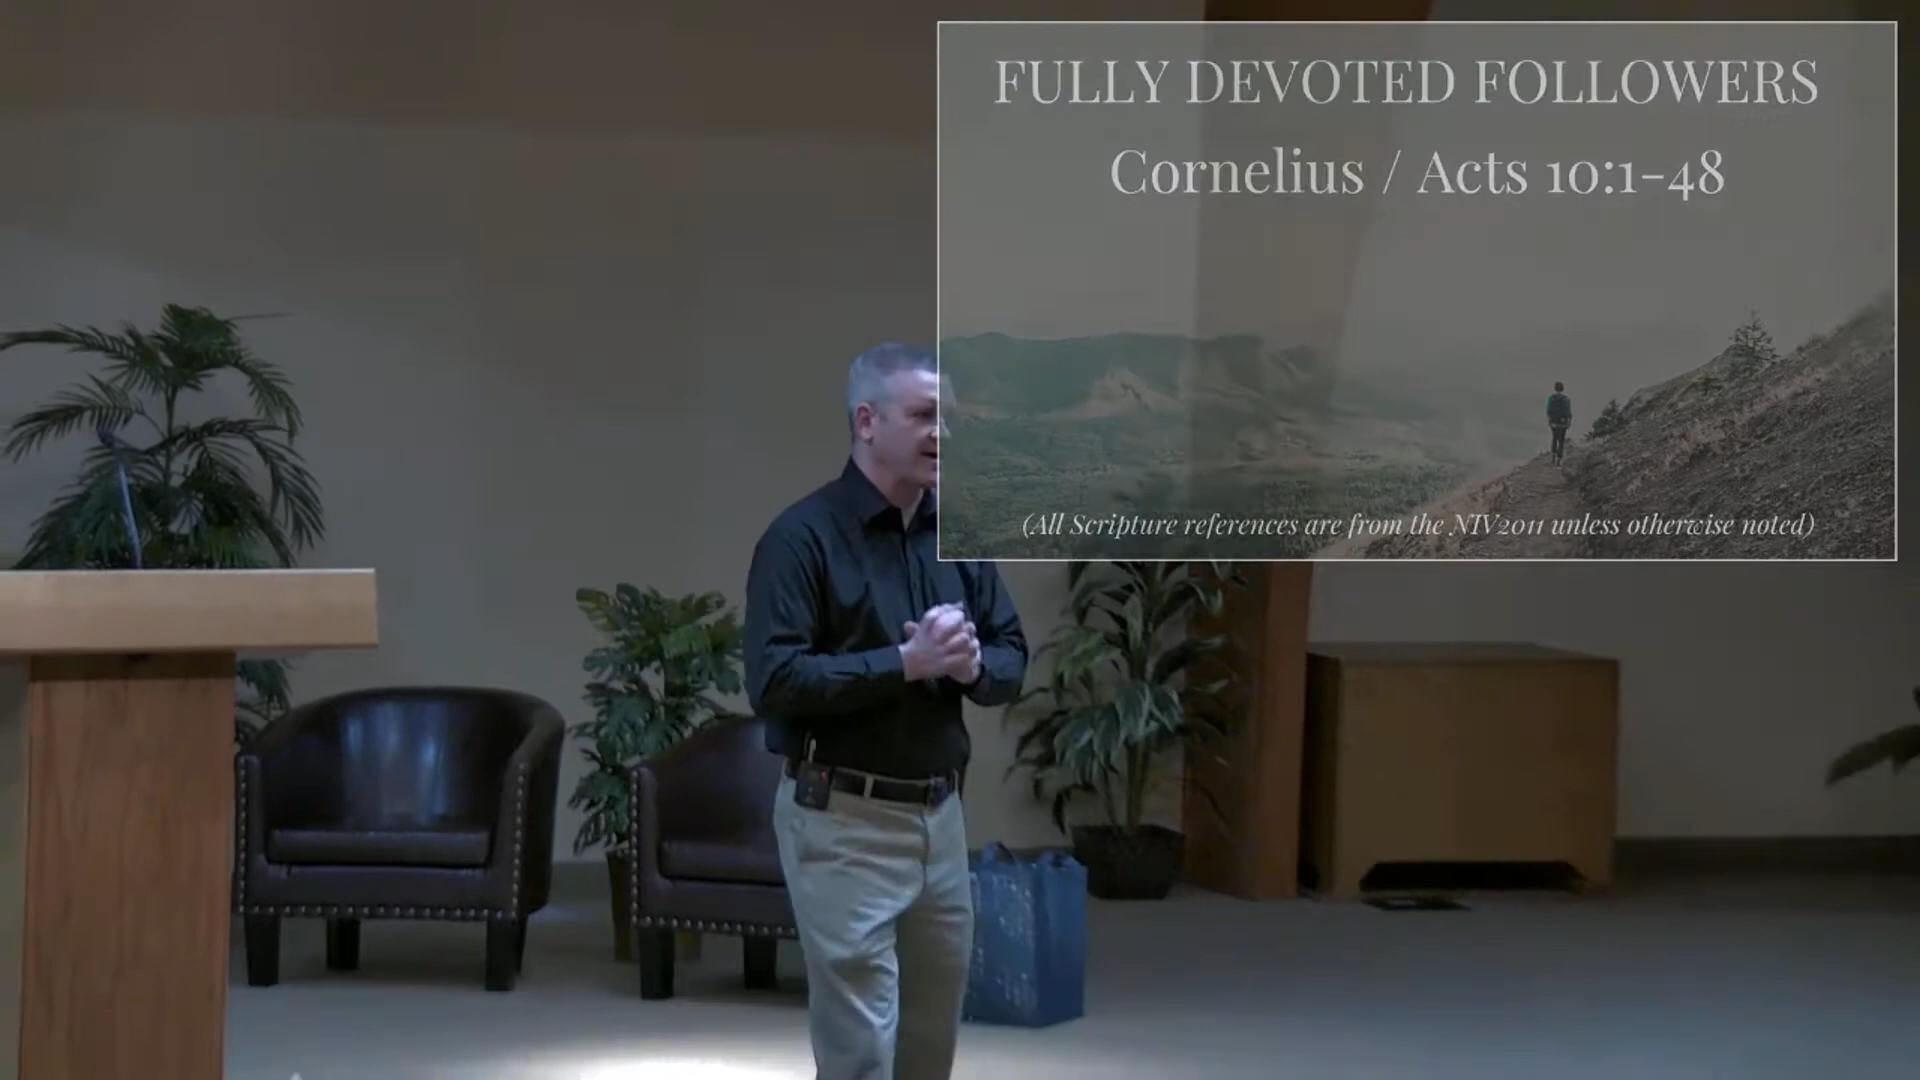 FULLY DEVOTED FOLLOWERS
Cornelius / Acts 10:1-48
(All Scripture references are from the NIV2011 unless otherwise noted)